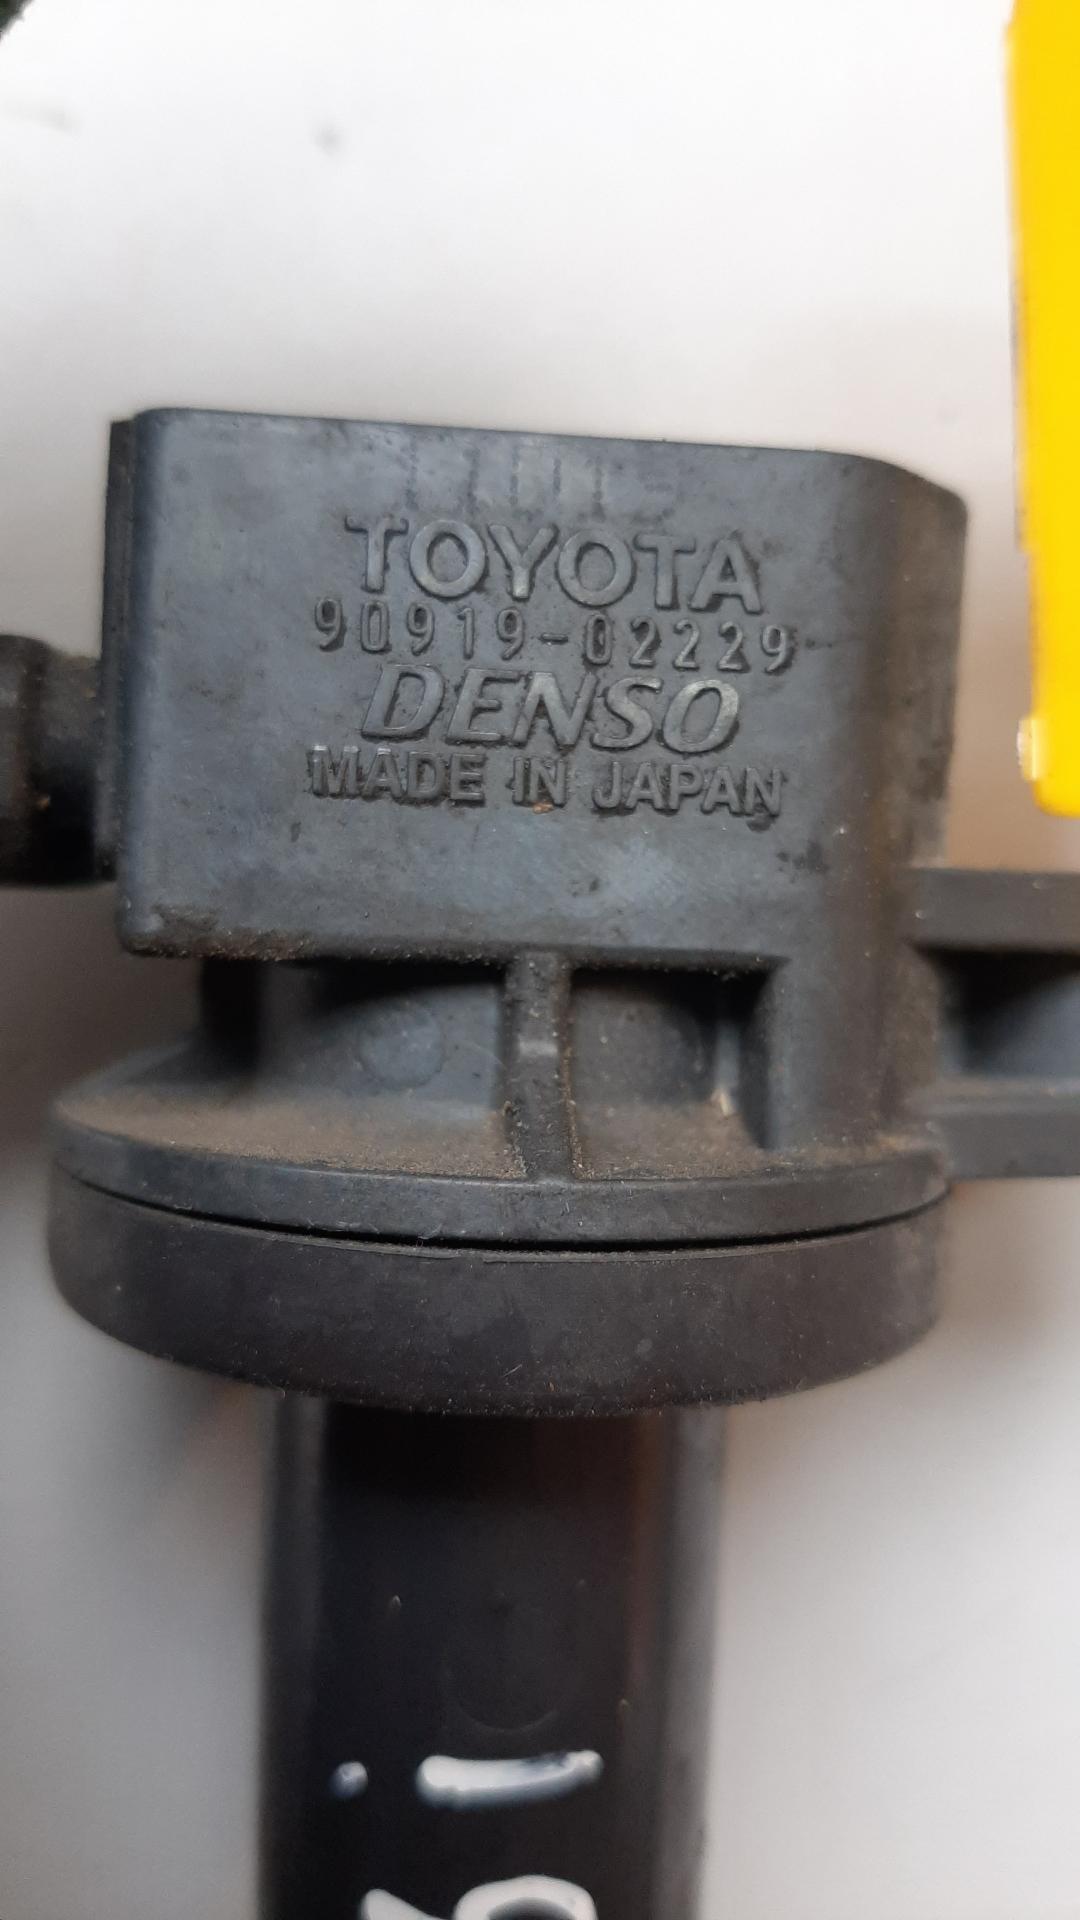 TOYOTA
90919-02229
DENSO
MADE IN JAPAN